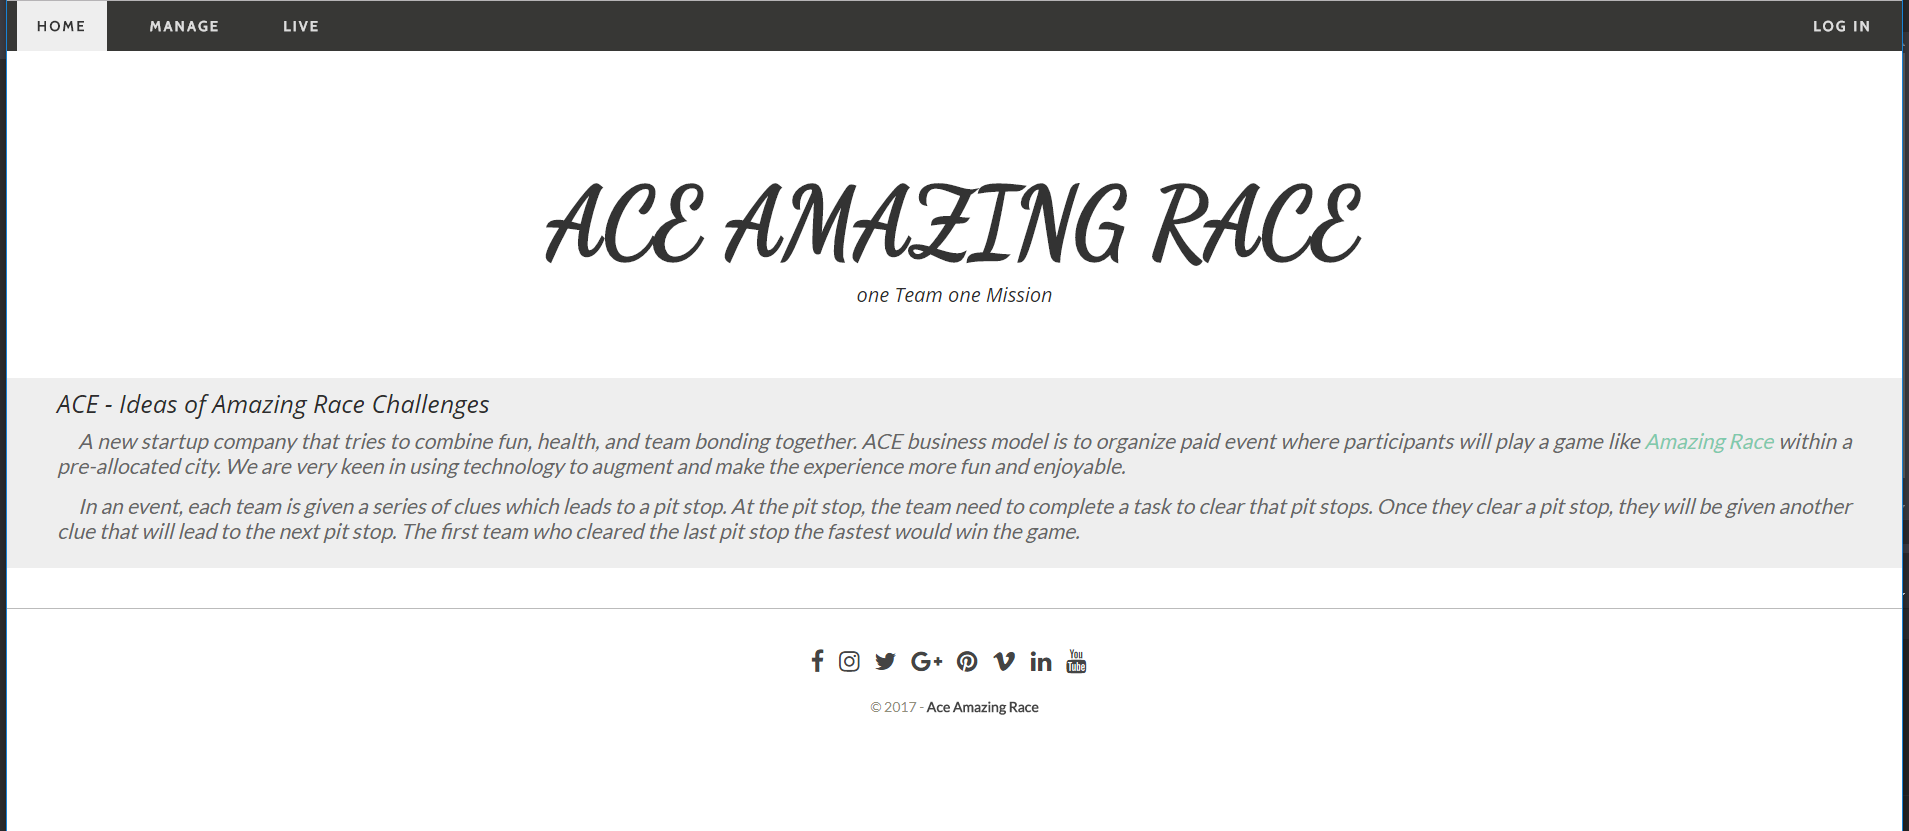 HOME MANAGE LIVE LOG IN
ACE AMAZING RACE
one Team one Mission
ACE - Ideas of Amazing Race Challenges
A new startup company that tries to combine fun, health, and team bonding together. ACE business model is to organize paid event where participants will play a game like Amazing Race within a
pre-allocated city. We are very keen in using technology to augment and make the experience more fun and enjoyable.
In an event, each team is given a series of clues which leads to a pit stop. At the pit stop, the team need to complete a task to clear that pit stops. Once they clear a pit stop, they will be given another
clue that will lead to the next pit stop. The first team who cleared the last pit stop the fastest would win the game.
You
Tube
© 2017 - Ace Amazing Race